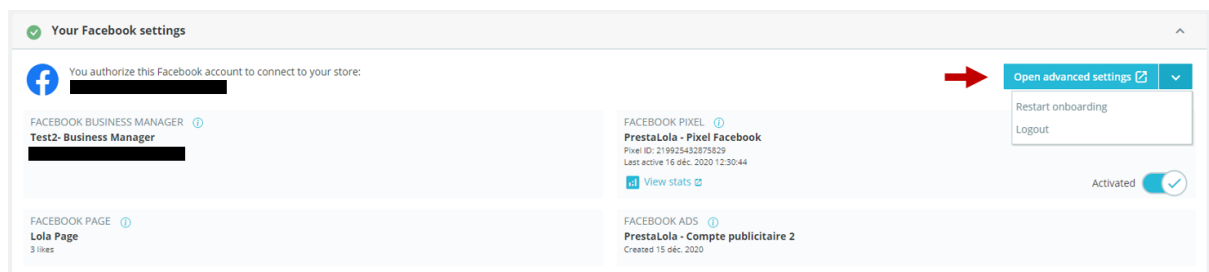 Your Facebook settings
You authorize this Facebook account to connect to your store:
Open advanced settings
Restart onboarding
Logout
FACEBOOK BUSINESS MANAGER
Test2- Business Manager
FACEBOOK PIXEL
PrestaLola - Pixel Facebook
Pixel ID: 219925432875829
Last active 16 déc. 2020 12:30:44
View stats
Activated
FACEBOOK PAGE
Lola Page
3 likes
FACEBOOK ADS
PrestaLola - Compte publicitaire 2
Created 15 déc. 2020